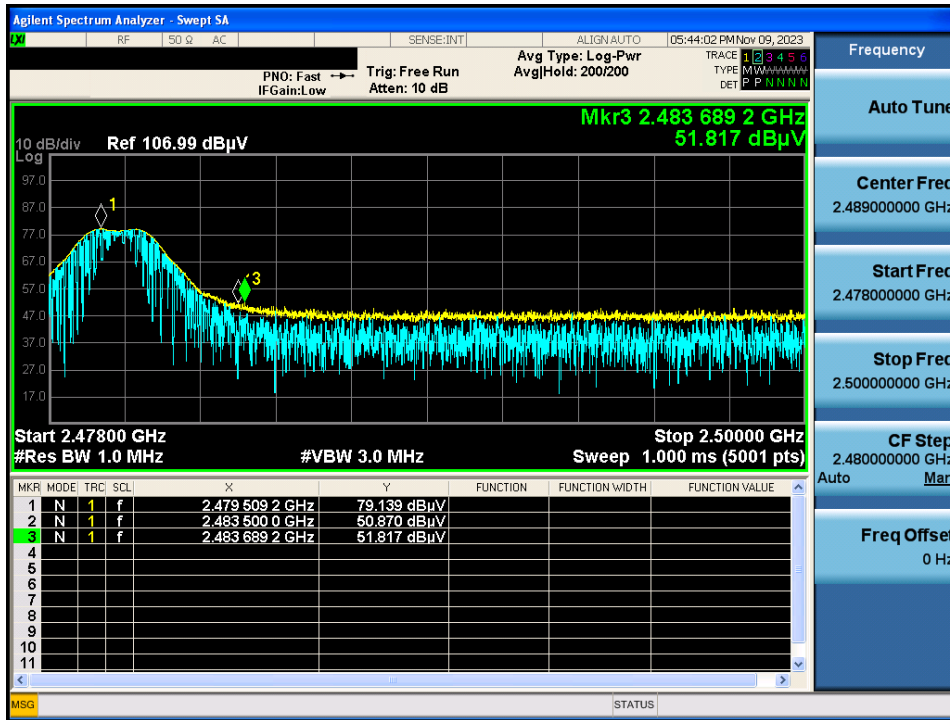 Agilent Spectrum Analyzer - Swept SA
LXI RF 50 Ω AC SENSE:INT ALIGN AUTO 05:44:02 PM Nov 09, 2023
PNO: Fast Trig: Free Run Avg Type: Log-Pwr TRACE 1 2 3 4 5 6
IFGain:Low Atten: 10 dB Avg|Hold: 200/200 TYPE M W
DET P P N N N N
Mkr3 2.483 689 2 GHz
51.817 dBµV
10 dB/div Ref 106.99 dBµV
Log
97.0
87.0
77.0
67.0
57.0
47.0
37.0
27.0
17.0
1
3
Start 2.47800 GHz Stop 2.50000 GHz
#Res BW 1.0 MHz #VBW 3.0 MHz Sweep 1.000 ms (5001 pts)
MKR MODE TRC SCL X Y FUNCTION FUNCTION WIDTH FUNCTION VALUE
1 N 1 f 2.479 509 2 GHz 79.139 dBµV
2 N 1 f 2.483 500 0 GHz 50.870 dBµV
3 N 1 f 2.483 689 2 GHz 51.817 dBµV
4
5
6
7
8
9
10
11
MSG STATUS
Frequency
Auto Tune
Center Freq
2.489000000 GHz
Start Freq
2.478000000 GHz
Stop Freq
2.500000000 GHz
CF Step
2.480000000 GHz
Auto Man
Freq Offset
0 Hz